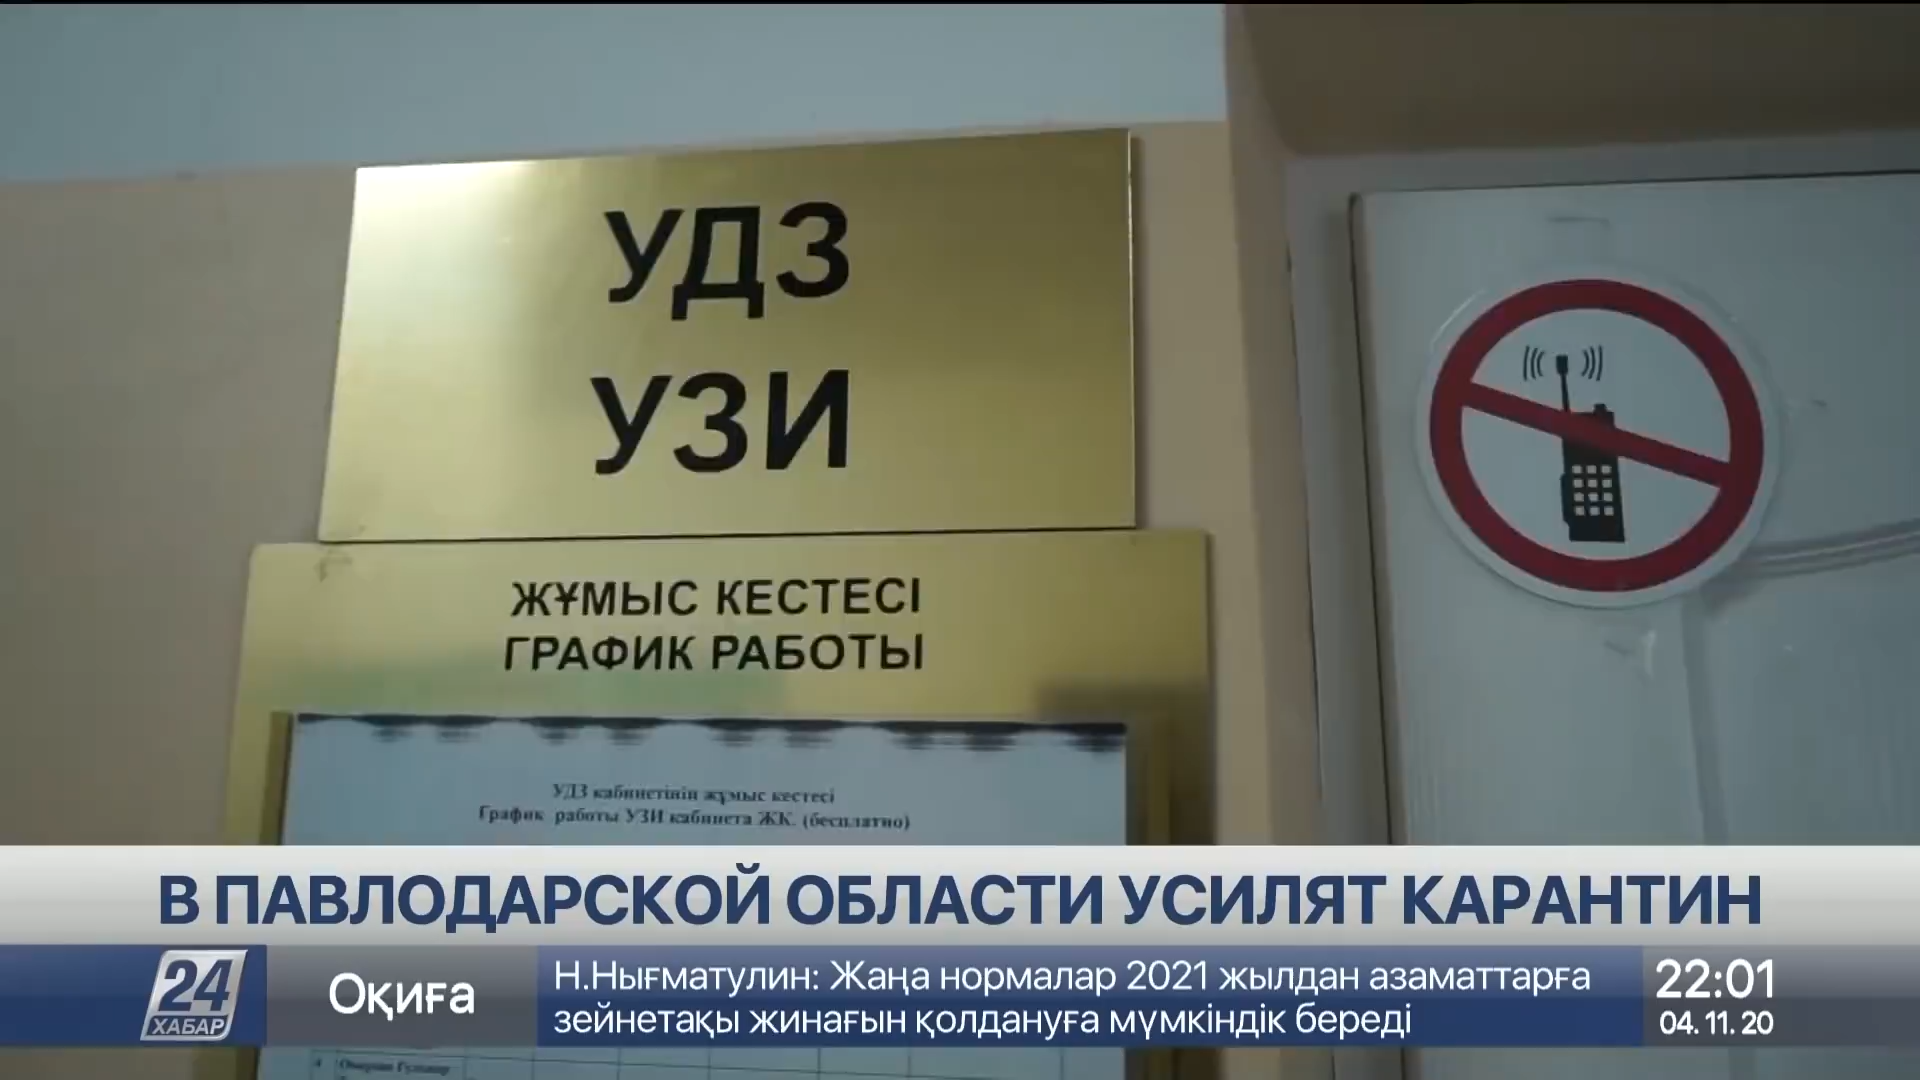 УДЗ
УЗИ
ЖҰМЫС КЕСТЕСІ
ГРАФИК РАБОТЫ
УДЗ кабинетінің жұмыс кестесі
График работы УЗИ кабинета ЖК. (бесплатно)
В ПАВЛОДАРСКОЙ ОБЛАСТИ УСИЛЯТ КАРАНТИН
24
ХАБАР
Оқиға
Н.Нығматулин: Жаңа нормалар 2021 жылдан азаматтарға
зейнетақы жинағын қолдануға мүмкіндік береді
22:01
04. 11. 20
4